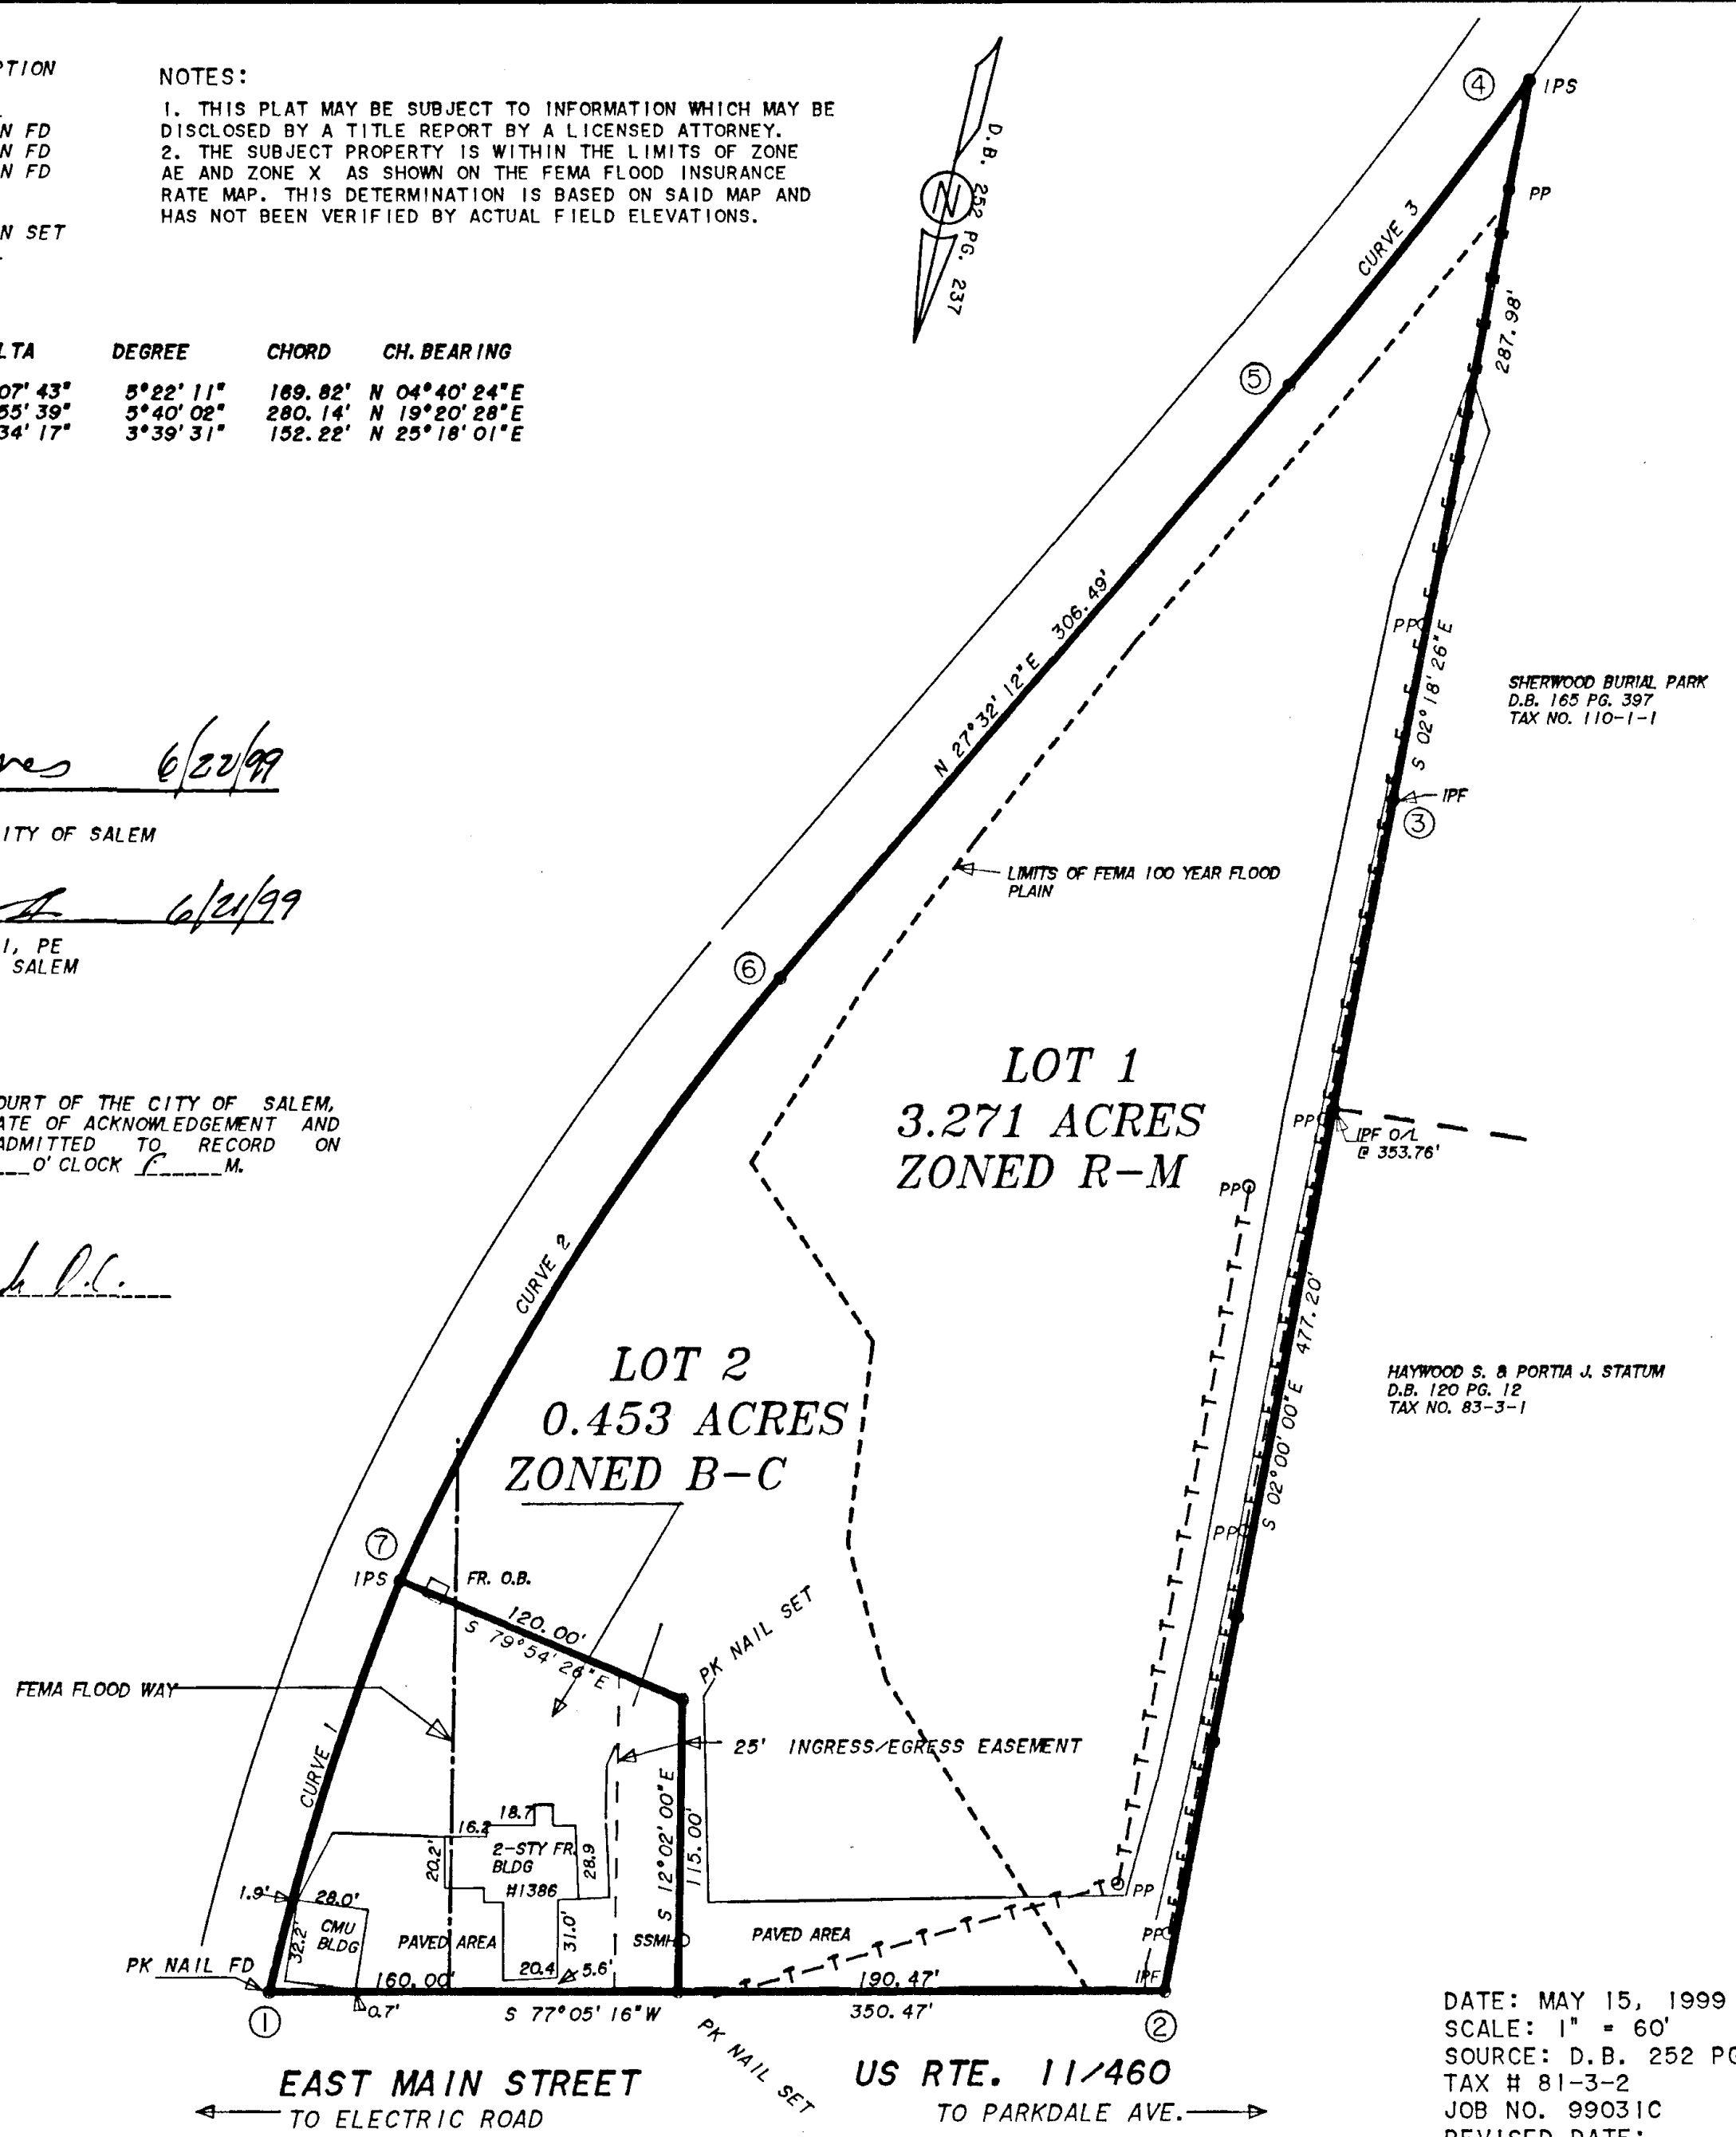 PTION
N FD
N FD
N FD
N SET
NOTES:
1. THIS PLAT MAY BE SUBJECT TO INFORMATION WHICH MAY BE
DISCLOSED BY A TITLE REPORT BY A LICENSED ATTORNEY.
2. THE SUBJECT PROPERTY IS WITHIN THE LIMITS OF ZONE
AE AND ZONE X AS SHOWN ON THE FEMA FLOOD INSURANCE
RATE MAP. THIS DETERMINATION IS BASED ON SAID MAP AND
HAS NOT BEEN VERIFIED BY ACTUAL FIELD ELEVATIONS.
N
D.B. 252 PG. 237
LTA DEGREE CHORD CH. BEARING
07'43" 5°22'11" 169.82' N 04°40'24"E
55'39" 5°40'02" 280.14' N 19°20'28"E
34'17" 3°39'31" 152.22' N 25°18'01"E
6/22/99
ITY OF SALEM
6/21/99
I, PE
SALEM
OURT OF THE CITY OF SALEM,
ATE OF ACKNOWLEDGEMENT AND
ADMITTED TO RECORD ON
O'CLOCK M.
4 IPS
PP
CURVE 3
287.98'
5
N 27°32'12"E 306.49'
PP
S 02°18'26"E
SHERWOOD BURIAL PARK
D.B. 165 PG. 397
TAX NO. 110-1-1
IPF
3
LIMITS OF FEMA 100 YEAR FLOOD
PLAIN
6
LOT 1
3.271 ACRES
ZONED R-M
PP
IPF O/L
@ 353.76'
PP
CURVE 2
S 02°00'00"E 477.20'
HAYWOOD S. & PORTIA J. STATUM
D.B. 120 PG. 12
TAX NO. 83-3-1
LOT 2
0.453 ACRES
ZONED B-C
PP
7
IPS
FR. O.B.
120.00'
S 79°54'26"E
PK NAIL SET
FEMA FLOOD WAY
25' INGRESS/EGRESS EASEMENT
CURVE 1
S 12°02'00"E
115.00'
18.7
16.2
20.2'
2-STY FR.
BLDG
#1386
28.9
1.9'
28.0'
32.2'
CMU
BLDG
PAVED AREA
31.0'
20.4
5.6'
SSMH
PAVED AREA
PP
PP
IPF
PK NAIL FD
160.00'
190.47'
1
0.7'
S 77°05'16"W
350.47'
2
PK NAIL SET
EAST MAIN STREET
TO ELECTRIC ROAD
US RTE. 11/460
TO PARKDALE AVE.
DATE: MAY 15, 1999
SCALE: 1" = 60'
SOURCE: D.B. 252 PG
TAX # 81-3-2
JOB NO. 99031C
REVISED DATE: